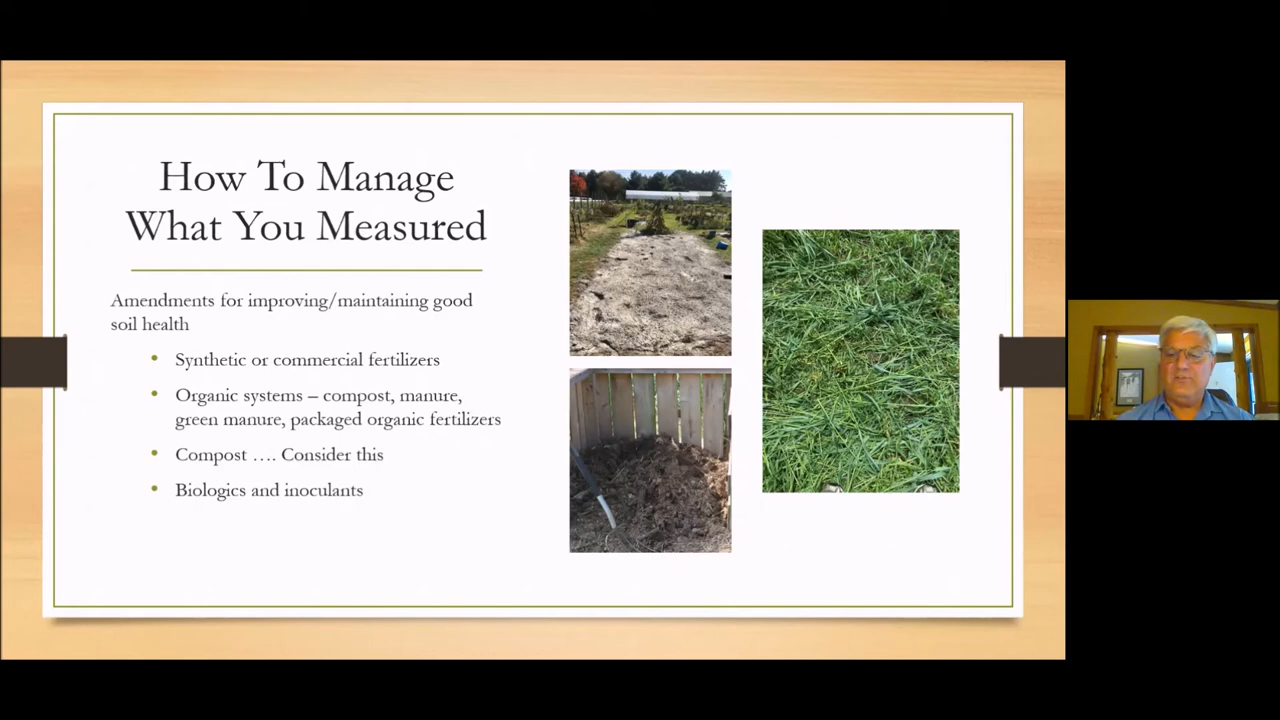 How To Manage
What You Measured
Amendments for improving/maintaining good
soil health
• Synthetic or commercial fertilizers
• Organic systems – compost, manure,
green manure, packaged organic fertilizers
• Compost …. Consider this
• Biologics and inoculants